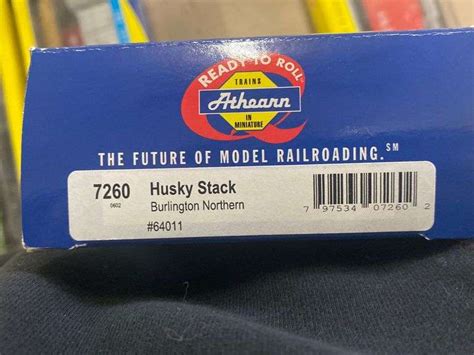 READY TO ROLL
TRAINS
Athearn
IN
MINIATURE
THE FUTURE OF MODEL RAILROADING.℠
7260 Husky Stack
0602 Burlington Northern
#64011
7 97534 07260 2